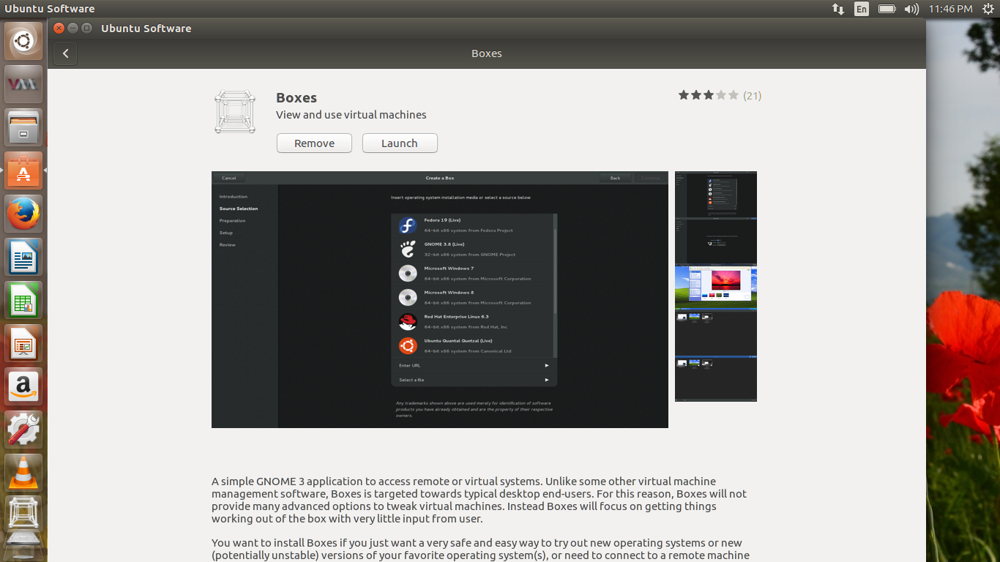 Ubuntu Software
En
11:46 PM
Ubuntu Software
Boxes
Boxes
View and use virtual machines
(21)
Remove
Launch
Cancel
Create a Box
Back
Continue
Introduction
Source Selection
Preparation
Setup
Review
Insert operating system installation media or select a source below
Fedora 19 (Live)
64-bit x86 system from Fedora Project
GNOME 3.8 (Live)
32-bit x86 system from GNOME Project
Microsoft Windows 7
64-bit x86 system from Microsoft Corporation
Microsoft Windows 8
64-bit x86 system from Microsoft Corporation
Red Hat Enterprise Linux 6.3
64-bit x86 system from Red Hat, Inc
Ubuntu Quantal Quetzal (Live)
64-bit x86 system from Canonical Ltd
Enter URL
Select a file
Any trademarks shown above are used merely for identification of software
products you have already obtained and are the property of their respective
owners.
A simple GNOME 3 application to access remote or virtual systems. Unlike some other virtual machine
management software, Boxes is targeted towards typical desktop end-users. For this reason, Boxes will not
provide many advanced options to tweak virtual machines. Instead Boxes will focus on getting things
working out of the box with very little input from user.
You want to install Boxes if you just want a very safe and easy way to try out new operating systems or new
(potentially unstable) versions of your favorite operating system(s), or need to connect to a remote machine